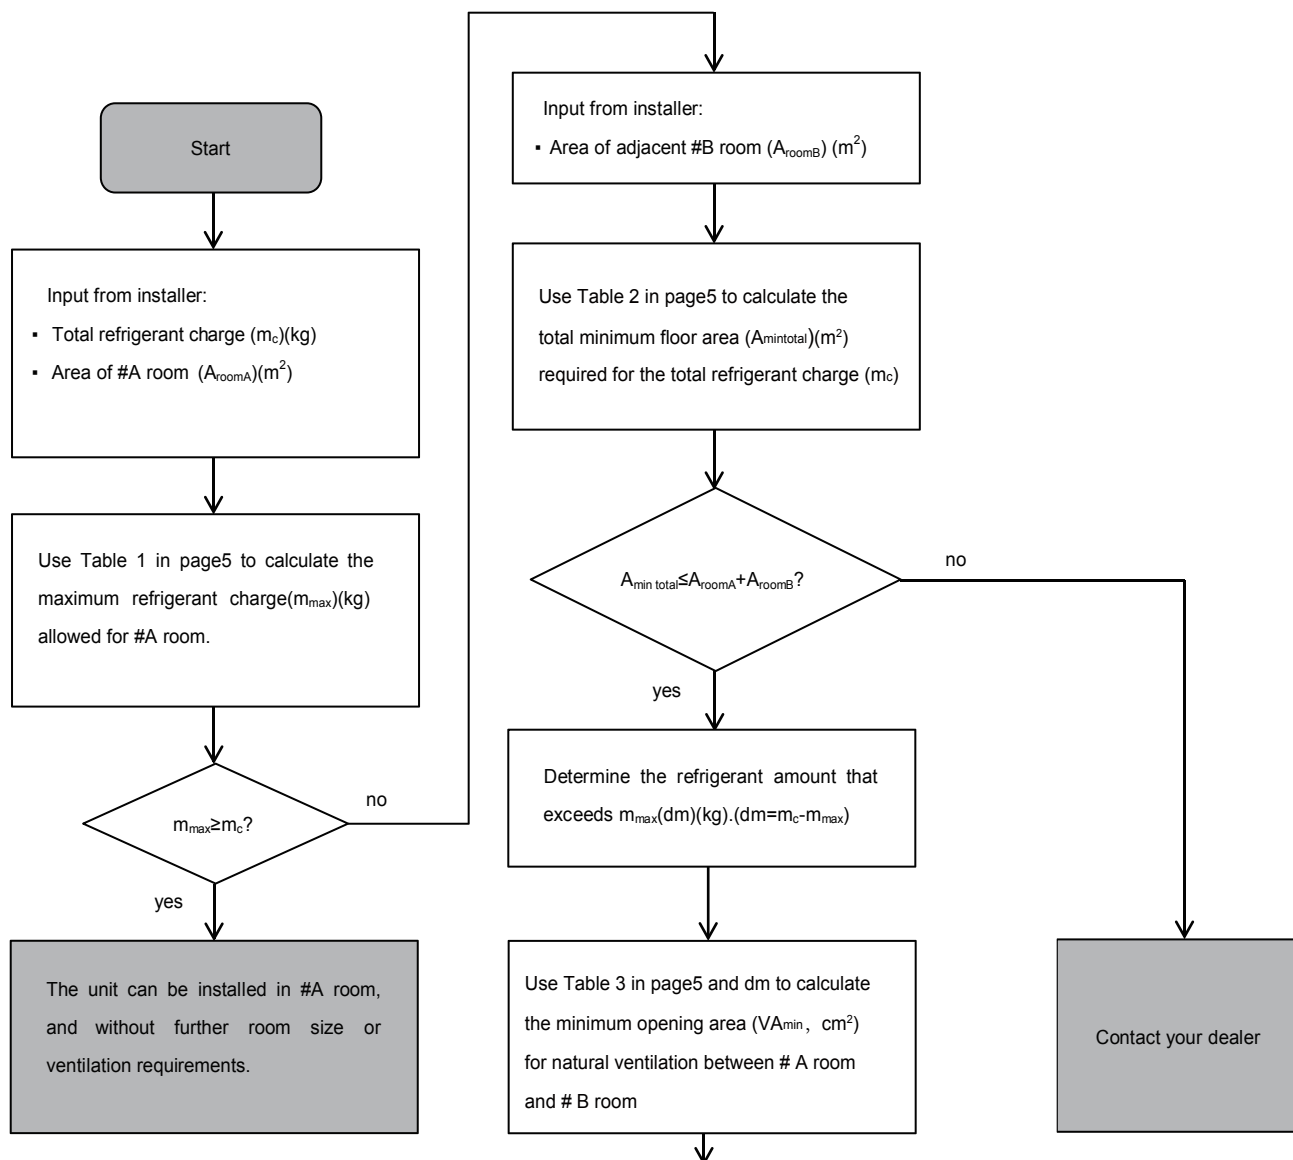 Start
Input from installer:
▪ Total refrigerant charge (mc)(kg)
▪ Area of #A room (AroomA)(m²)
Use Table 1 in page5 to calculate the
maximum refrigerant charge(mmax)(kg)
allowed for #A room.
mmax≥mc?
no
yes
The unit can be installed in #A room,
and without further room size or
ventilation requirements.
Input from installer:
▪ Area of adjacent #B room (AroomB) (m²)
Use Table 2 in page5 to calculate the
total minimum floor area (Amintotal)(m²)
required for the total refrigerant charge (mc)
Amin total≤AroomA+AroomB?
no
yes
Determine the refrigerant amount that
exceeds mmax(dm)(kg).(dm=mc-mmax)
Use Table 3 in page5 and dm to calculate
the minimum opening area (VAmin, cm²)
for natural ventilation between # A room
and # B room
Contact your dealer